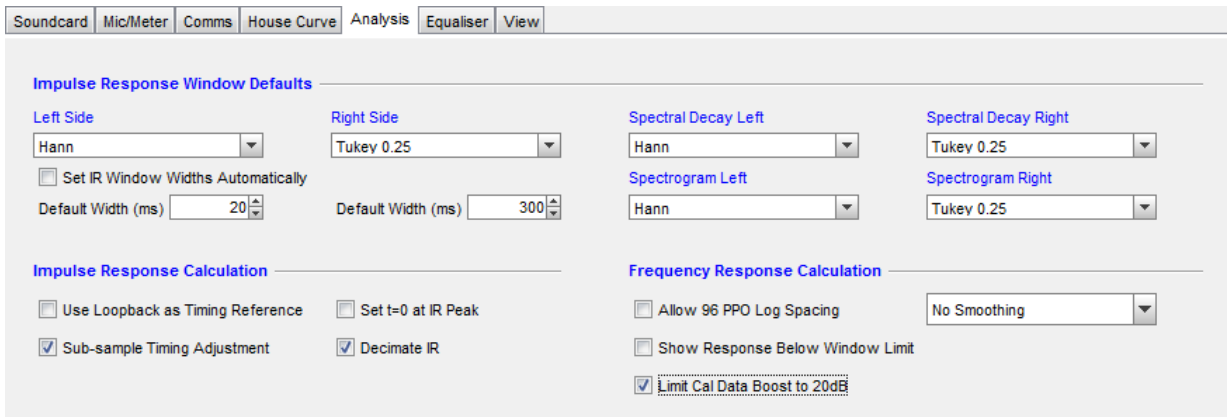 Soundcard Mic/Meter Comms House Curve Analysis Equaliser View
Impulse Response Window Defaults
Left Side Right Side Spectral Decay Left Spectral Decay Right
Hann Tukey 0.25 Hann Tukey 0.25
Set IR Window Widths Automatically Spectrogram Left Spectrogram Right
Default Width (ms) 20 Default Width (ms) 300 Hann Tukey 0.25
Impulse Response Calculation Frequency Response Calculation
Use Loopback as Timing Reference Set t=0 at IR Peak Allow 96 PPO Log Spacing No Smoothing
Sub-sample Timing Adjustment Decimate IR Show Response Below Window Limit
Limit Cal Data Boost to 20dB